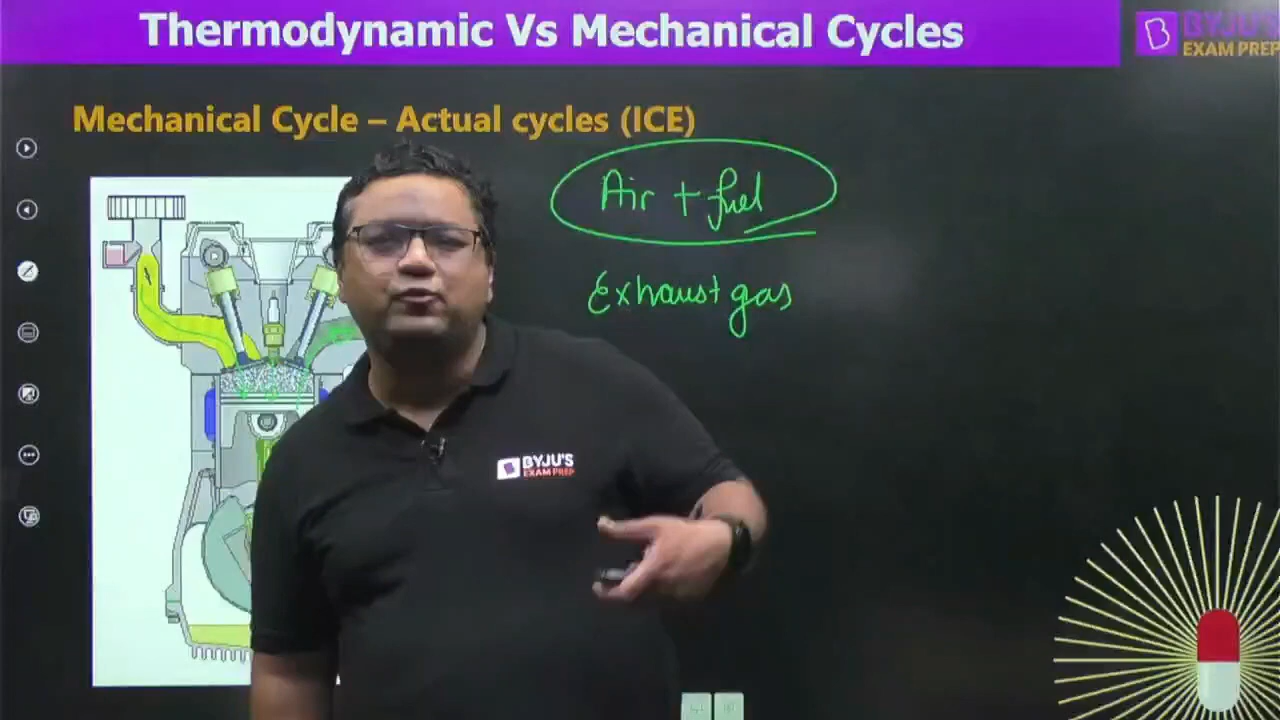 Thermodynamic Vs Mechanical Cycles
BYJU'S
EXAM PREP
Mechanical Cycle – Actual cycles (ICE)
Air + fuel
Exhaust gas
BYJU'S
EXAM PREP